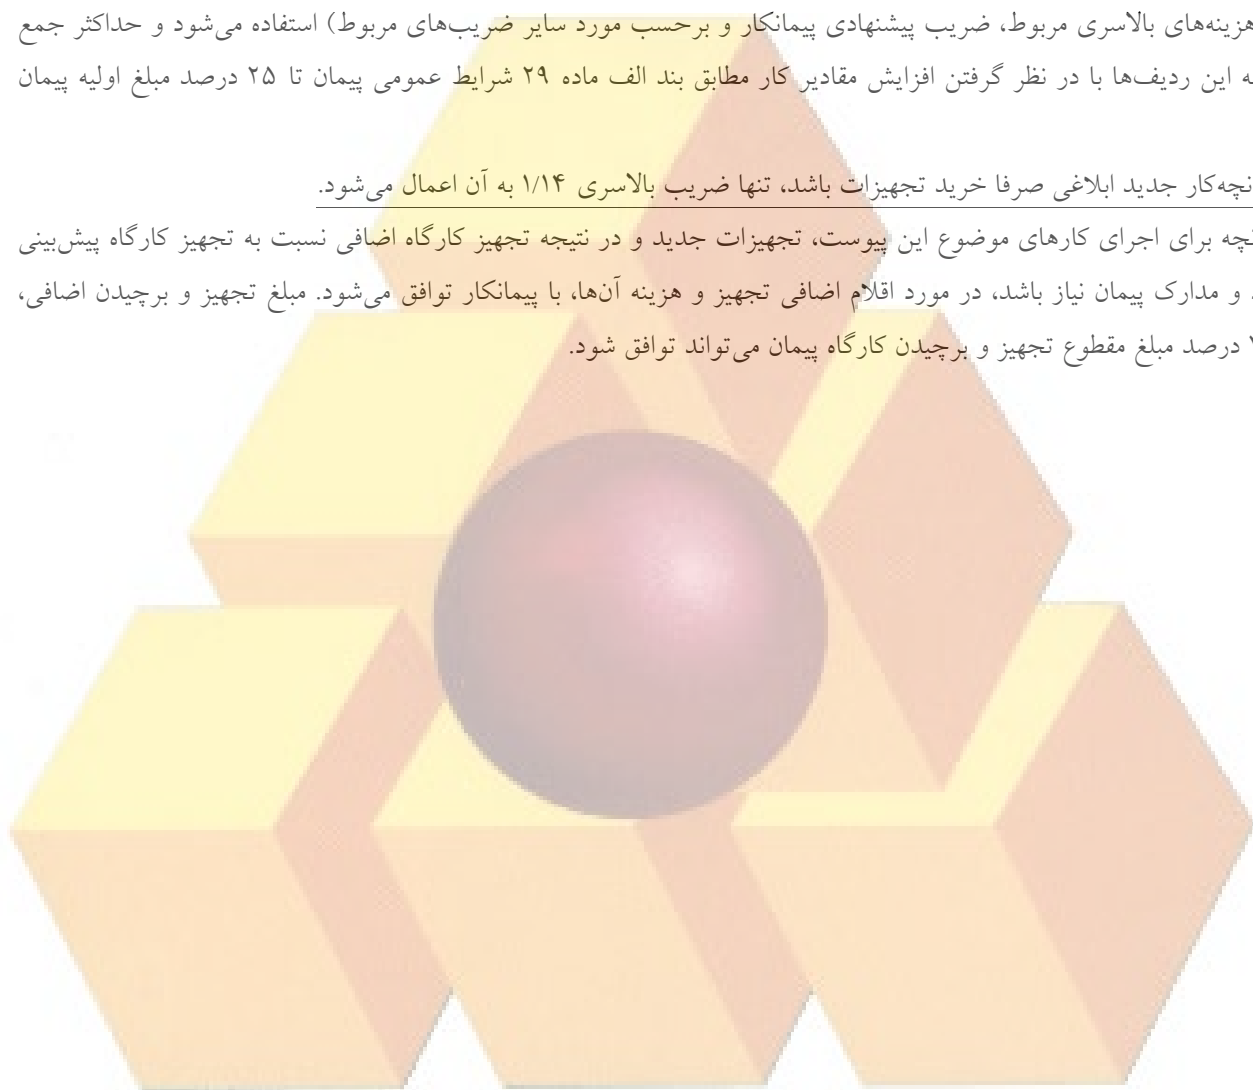 هزینه‌های بالاسری مربوط، ضریب پیشنهادی پیمانکار و برحسب مورد سایر ضریب‌های مربوط) استفاده می‌شود و حداکثر جمع
این ردیف‌ها با در نظر گرفتن افزایش مقادیر کار مطابق بند الف ماده ۲۹ شرایط عمومی پیمان تا ۲۵ درصد مبلغ اولیه پیمان
نچه‌کار جدید ابلاغی صرفا خرید تجهیزات باشد، تنها ضریب بالاسری ۱/۱۴ به آن اعمال می‌شود.
نچه برای اجرای کارهای موضوع این پیوست، تجهیزات جدید و در نتیجه تجهیز کارگاه اضافی نسبت به تجهیز کارگاه پیش‌بینی
و مدارک پیمان نیاز باشد، در مورد اقلام اضافی تجهیز و هزینه آن‌ها، با پیمانکار توافق می‌شود. مبلغ تجهیز و برچیدن اضافی،
درصد مبلغ مقطوع تجهیز و برچیدن کارگاه پیمان می‌تواند توافق شود.